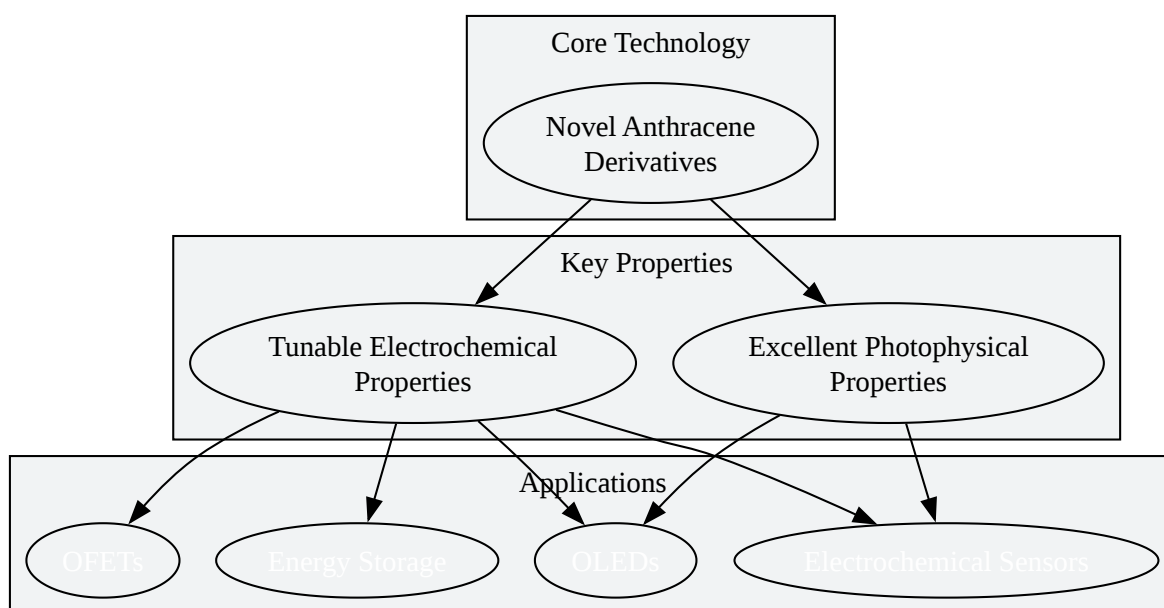 Core Technology
Novel Anthracene
Derivatives
Key Properties
Tunable Electrochemical
Properties
Excellent Photophysical
Properties
Applications
OFETs
Energy Storage
OLEDs
Electrochemical Sensors